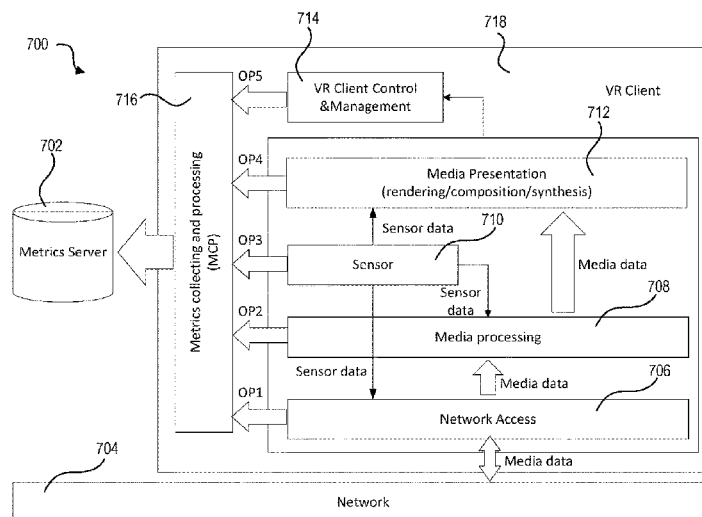 700
714
718
OP5
716
VR Client Control
&Management
VR Client
712
702
OP4
Media Presentation
(rendering/composition/synthesis)
Metrics Server
Metrics collecting and processing
(MCP)
Sensor data
710
OP3
Sensor
Media data
Sensor
data
708
OP2
Media processing
Sensor data
Media data
706
OP1
Network Access
704
Media data
Network